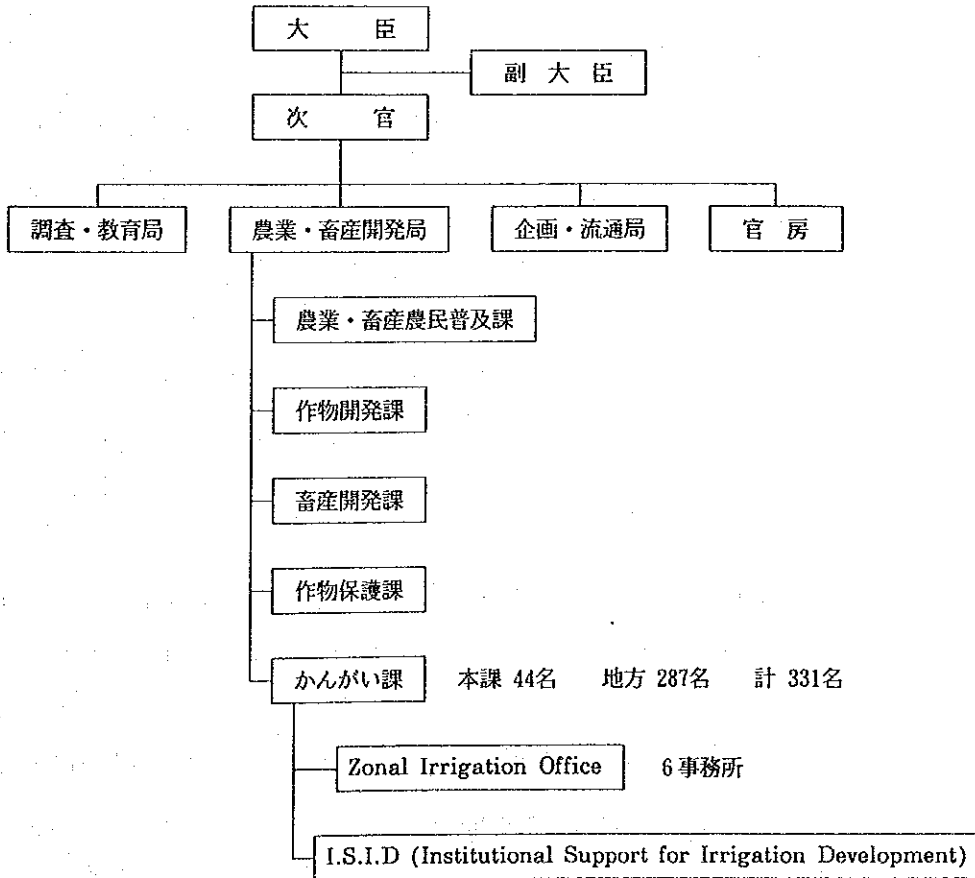 大臣
副大臣
次官
調査・教育局 農業・畜産開発局 企画・流通局 官房
農業・畜産農民普及課
作物開発課
畜産開発課
作物保護課
かんがい課 本課 44名 地方 287名 計 331名
Zonal Irrigation Office 6事務所
I.S.I.D (Institutional Support for Irrigation Development)